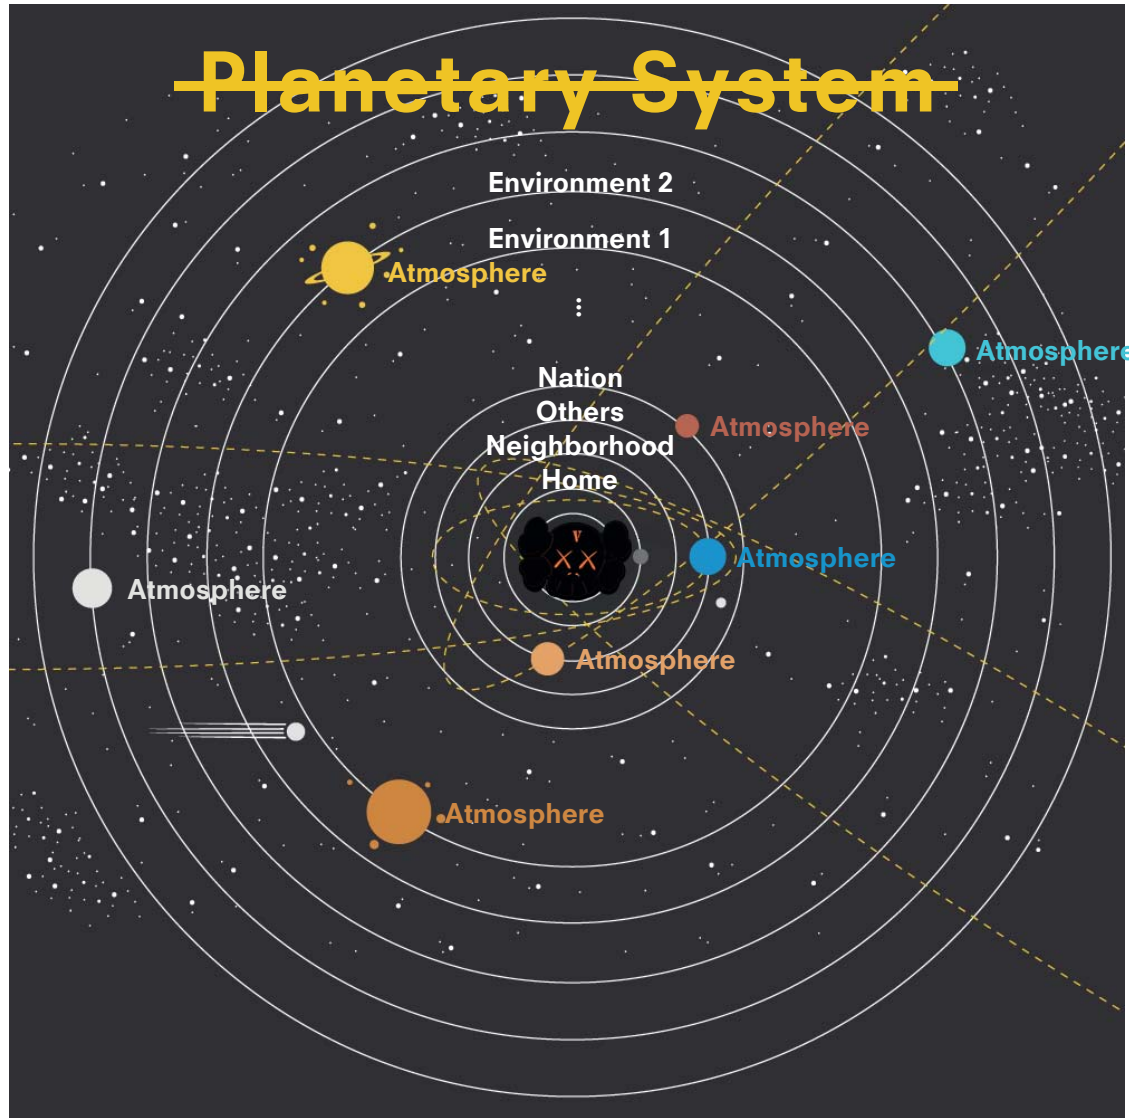 Planetary System
Environment 2
Environment 1
Atmosphere
Atmosphere
Nation
Others
Atmosphere
Neighborhood
Home
Atmosphere
Atmosphere
Atmosphere
Atmosphere